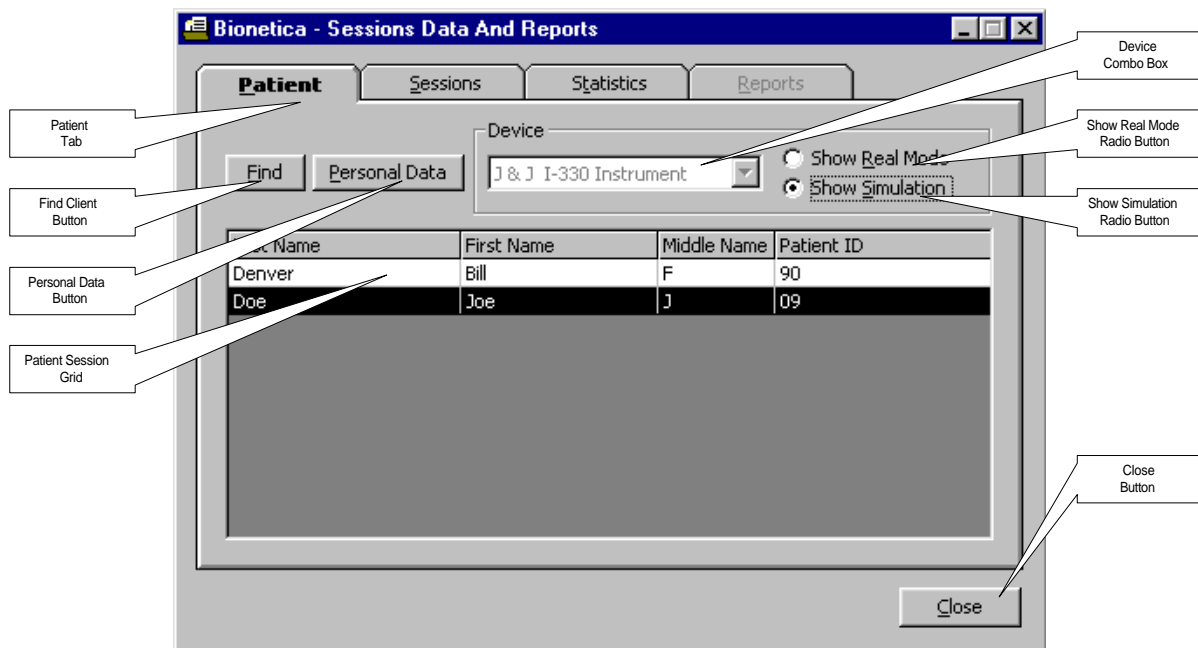 Bionetica - Sessions Data And Reports
Patient Sessions Statistics Reports
Device
Find
Personal Data
J & J I-330 Instrument
Show Real Mode
Show Simulation
Name First Name Middle Name Patient ID
Denver Bill F 90
Doe Joe J 09
Close
Patient
Tab
Find Client
Button
Personal Data
Button
Patient Session
Grid
Device
Combo Box
Show Real Mode
Radio Button
Show Simulation
Radio Button
Close
Button